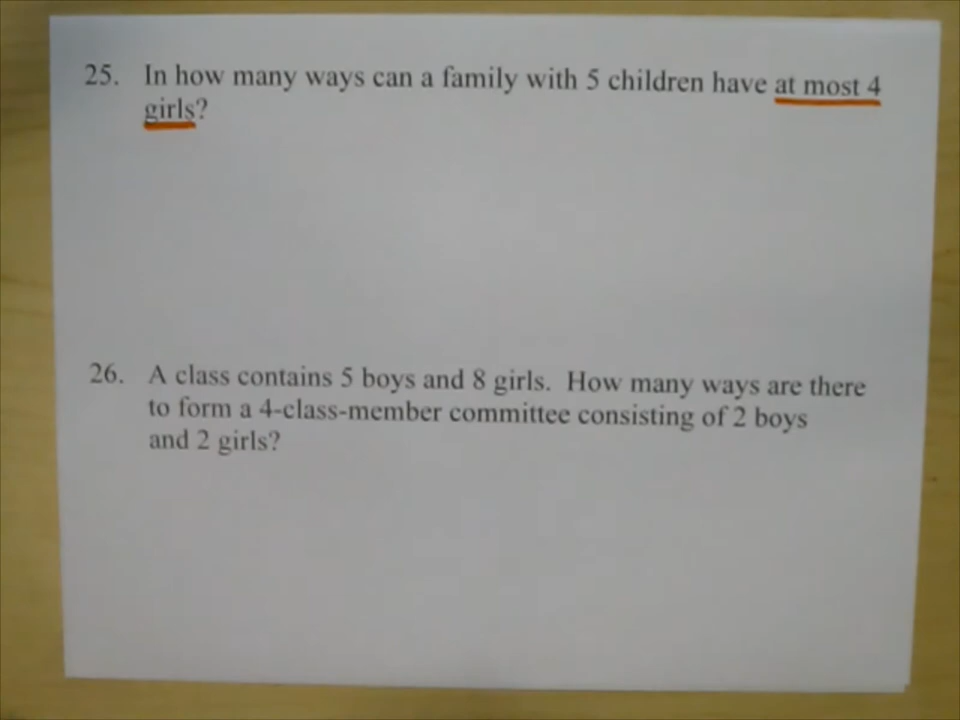 25. In how many ways can a family with 5 children have at most 4
girls?
26. A class contains 5 boys and 8 girls. How many ways are there
to form a 4-class-member committee consisting of 2 boys
and 2 girls?